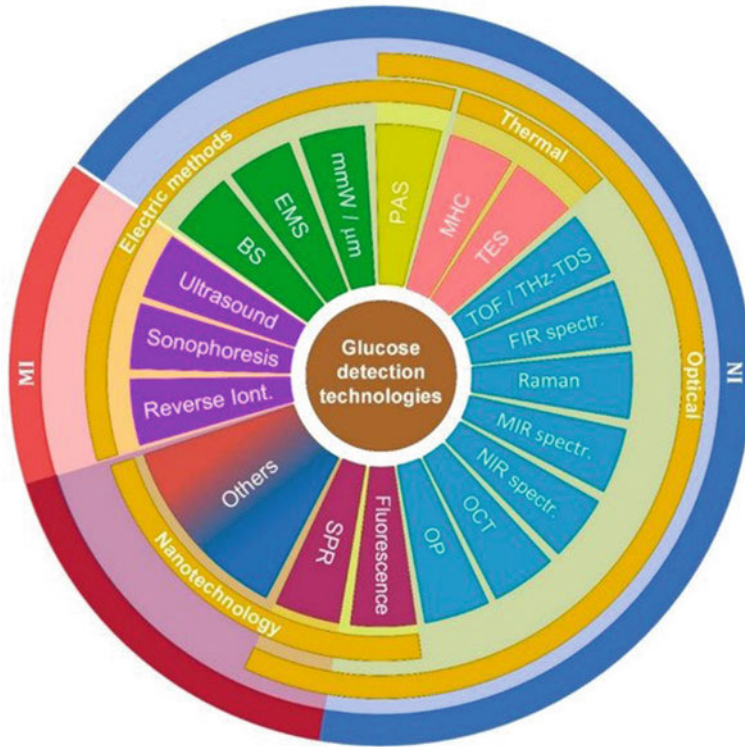 Glucose
detection
technologies
Electric methods
Thermal
Optical
Nanotechnology
MI
NI
BS
EMS
mmW / µm
PAS
MHC
TES
TOF / THz-TDS
FIR spectr.
Raman
MIR spectr.
NIR spectr.
OCT
OP
Fluorescence
SPR
Others
Reverse Iont.
Sonophoresis
Ultrasound